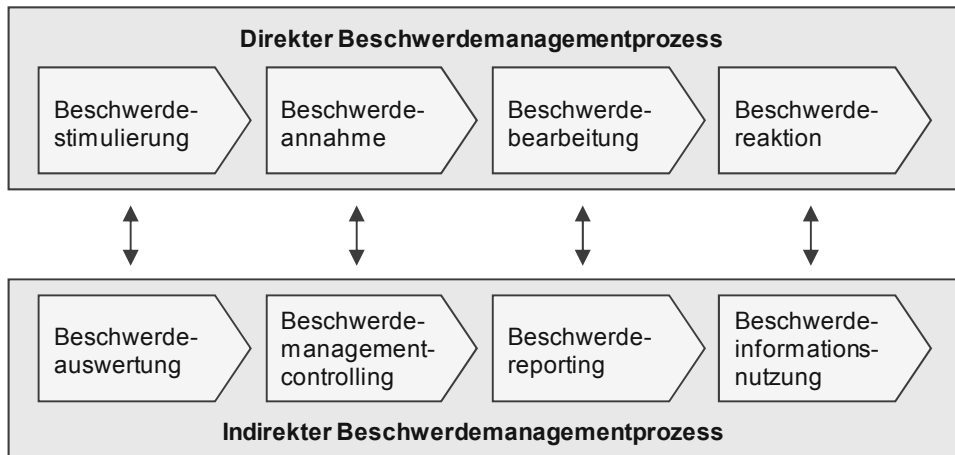 Direkter Beschwerdemanagementprozess
Beschwerde-
stimulierung
Beschwerde-
annahme
Beschwerde-
bearbeitung
Beschwerde-
reaktion
Beschwerde-
auswertung
Beschwerde-
management-
controlling
Beschwerde-
reporting
Beschwerde-
informations-
nutzung
Indirekter Beschwerdemanagementprozess